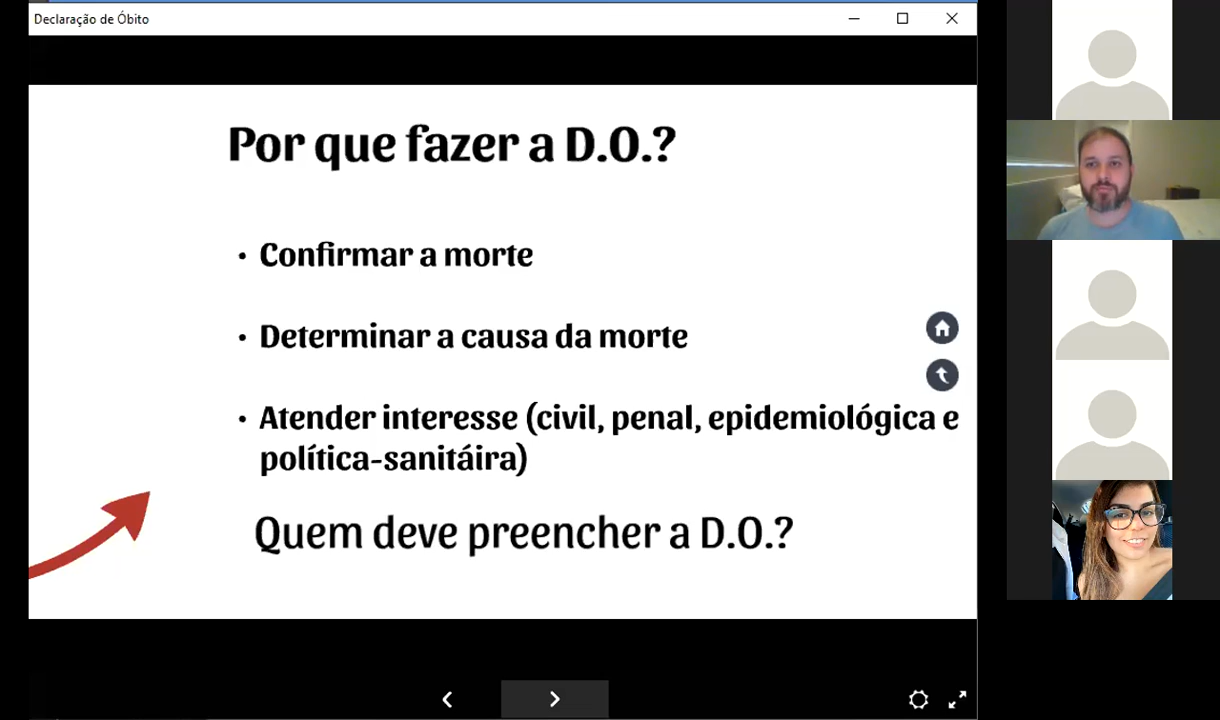 Declaração de Óbito
Por que fazer a D.O.?
• Confirmar a morte
• Determinar a causa da morte
• Atender interesse (civil, penal, epidemiológica e
política-sanitáira)
Quem deve preencher a D.O.?